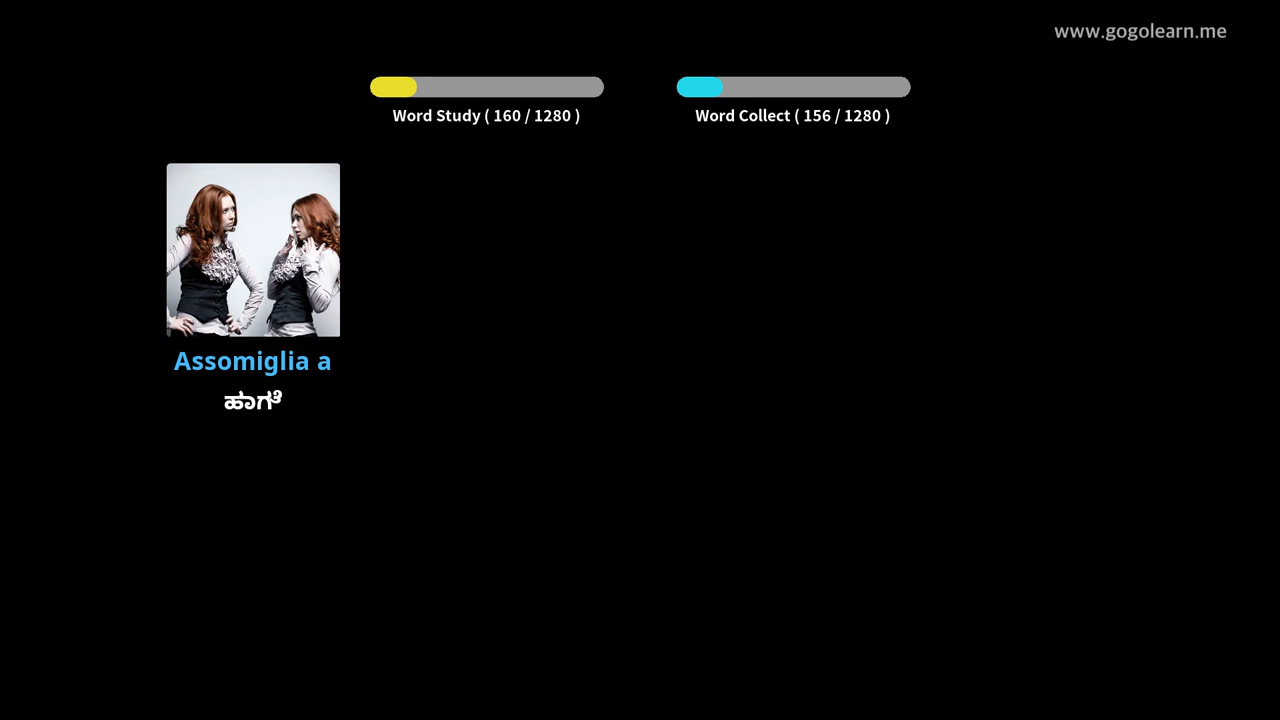 www.gogolearn.me
Word Study ( 160 / 1280 )
Word Collect ( 156 / 1280 )
Assomiglia a
ಹಾಗೆ